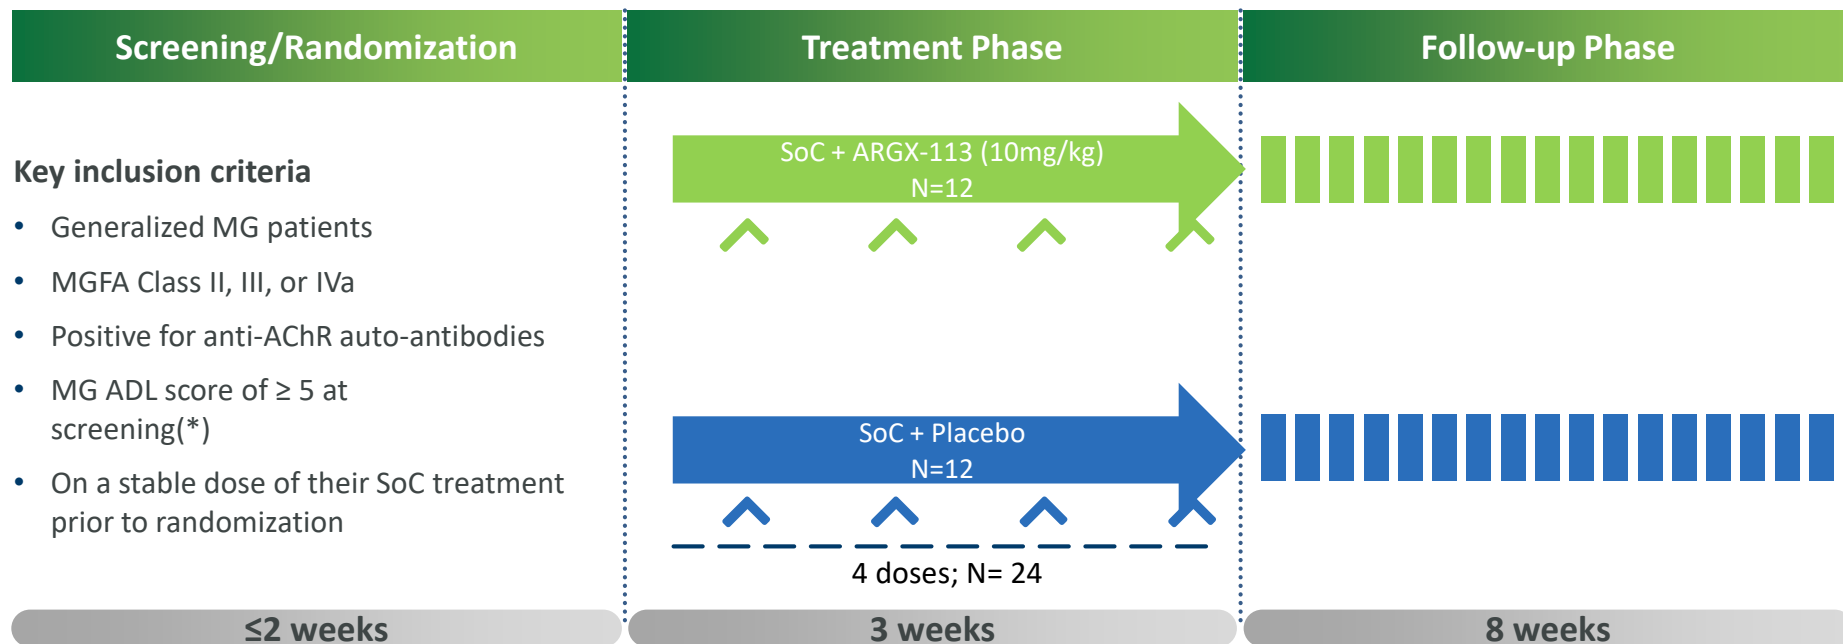 Screening/Randomization
Treatment Phase
Follow-up Phase
Key inclusion criteria
• Generalized MG patients
• MGFA Class II, III, or IVa
• Positive for anti-AChR auto-antibodies
• MG ADL score of ≥ 5 at
screening(*)
• On a stable dose of their SoC treatment
prior to randomization
SoC + ARGX-113 (10mg/kg)
N=12
SoC + Placebo
N=12
4 doses; N= 24
≤2 weeks
3 weeks
8 weeks